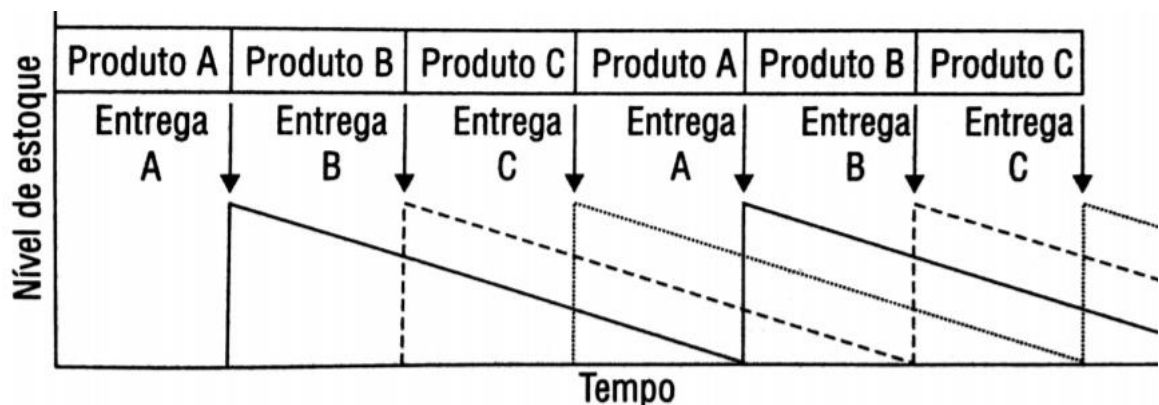 Nível de estoque
Produto A Produto B Produto C Produto A Produto B Produto C
Entrega Entrega Entrega Entrega Entrega Entrega
A B C A B C
Tempo